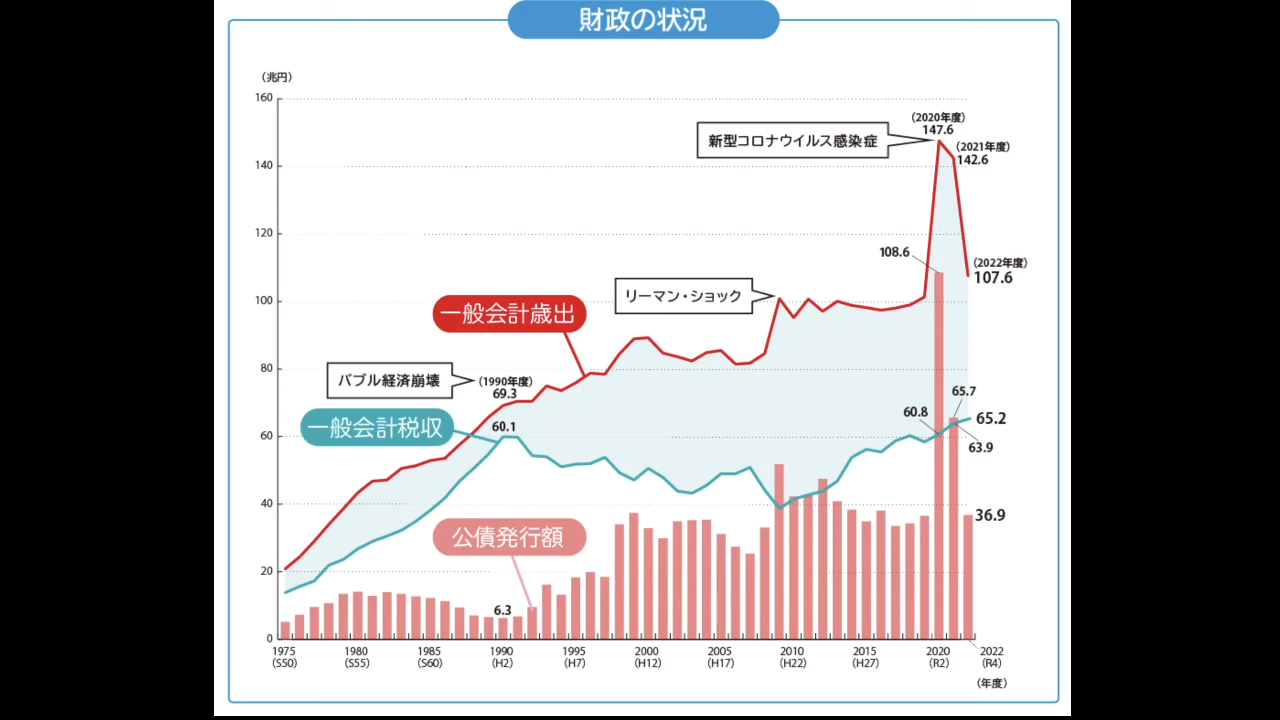 財政の状況
(兆円)
160
140
120
100
80
60
40
20
0
新型コロナウイルス感染症
(2020年度)
147.6
(2021年度)
142.6
108.6
(2022年度)
107.6
リーマン・ショック
一般会計歳出
バブル経済崩壊
(1990年度)
69.3
一般会計税収
60.1
60.8
65.7
65.2
63.9
公債発行額
36.9
6.3
1975 1980 1985 1990 1995 2000 2005 2010 2015 2020 2022
(S50) (S55) (S60) (H2) (H7) (H12) (H17) (H22) (H27) (R2) (R4)
(年度)